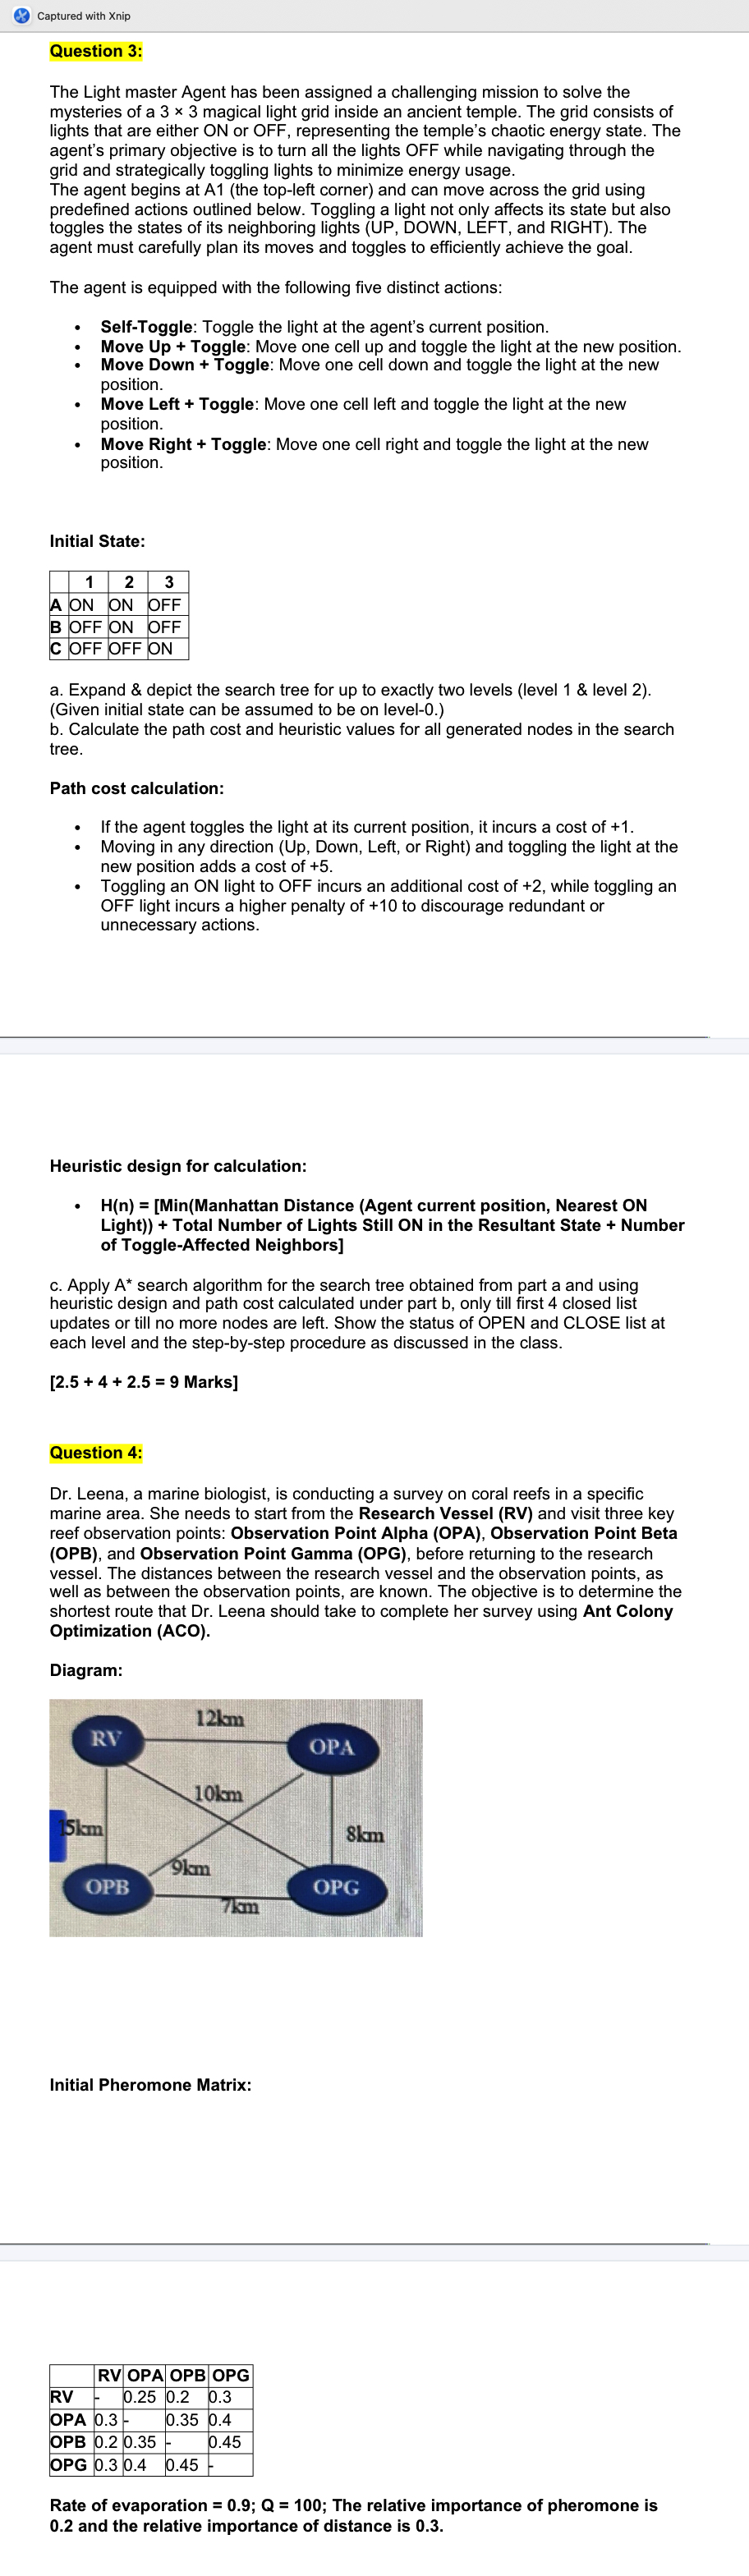 Captured with Xnip
Question 3:
The Light master Agent has been assigned a challenging mission to solve the
mysteries of a 3 × 3 magical light grid inside an ancient temple. The grid consists of
lights that are either ON or OFF, representing the temple's chaotic energy state. The
agent's primary objective is to turn all the lights OFF while navigating through the
grid and strategically toggling lights to minimize energy usage.
The agent begins at A1 (the top-left corner) and can move across the grid using
predefined actions outlined below. Toggling a light not only affects its state but also
toggles the states of its neighboring lights (UP, DOWN, LEFT, and RIGHT). The
agent must carefully plan its moves and toggles to efficiently achieve the goal.
The agent is equipped with the following five distinct actions:
• Self-Toggle: Toggle the light at the agent's current position.
• Move Up + Toggle: Move one cell up and toggle the light at the new position.
• Move Down + Toggle: Move one cell down and toggle the light at the new
position.
• Move Left + Toggle: Move one cell left and toggle the light at the new
position.
• Move Right + Toggle: Move one cell right and toggle the light at the new
position.
Initial State:
1 2 3
A ON ON OFF
B OFF ON OFF
C OFF OFF ON
a. Expand & depict the search tree for up to exactly two levels (level 1 & level 2).
(Given initial state can be assumed to be on level-0.)
b. Calculate the path cost and heuristic values for all generated nodes in the search
tree.
Path cost calculation:
• If the agent toggles the light at its current position, it incurs a cost of +1.
• Moving in any direction (Up, Down, Left, or Right) and toggling the light at the
new position adds a cost of +5.
• Toggling an ON light to OFF incurs an additional cost of +2, while toggling an
OFF light incurs a higher penalty of +10 to discourage redundant or
unnecessary actions.
Heuristic design for calculation:
• H(n) = [Min(Manhattan Distance (Agent current position, Nearest ON
Light)) + Total Number of Lights Still ON in the Resultant State + Number
of Toggle-Affected Neighbors]
c. Apply A* search algorithm for the search tree obtained from part a and using
heuristic design and path cost calculated under part b, only till first 4 closed list
updates or till no more nodes are left. Show the status of OPEN and CLOSE list at
each level and the step-by-step procedure as discussed in the class.
[2.5 + 4 + 2.5 = 9 Marks]
Question 4:
Dr. Leena, a marine biologist, is conducting a survey on coral reefs in a specific
marine area. She needs to start from the Research Vessel (RV) and visit three key
reef observation points: Observation Point Alpha (OPA), Observation Point Beta
(OPB), and Observation Point Gamma (OPG), before returning to the research
vessel. The distances between the research vessel and the observation points, as
well as between the observation points, are known. The objective is to determine the
shortest route that Dr. Leena should take to complete her survey using Ant Colony
Optimization (ACO).
Diagram:
12km
RV
OPA
10km
15km
8km
9km
OPB
OPG
7km
Initial Pheromone Matrix:
RV OPA OPB OPG
RV - 0.25 0.2 0.3
OPA 0.3 - 0.35 0.4
OPB 0.2 0.35 - 0.45
OPG 0.3 0.4 0.45 -
Rate of evaporation = 0.9; Q = 100; The relative importance of pheromone is
0.2 and the relative importance of distance is 0.3.